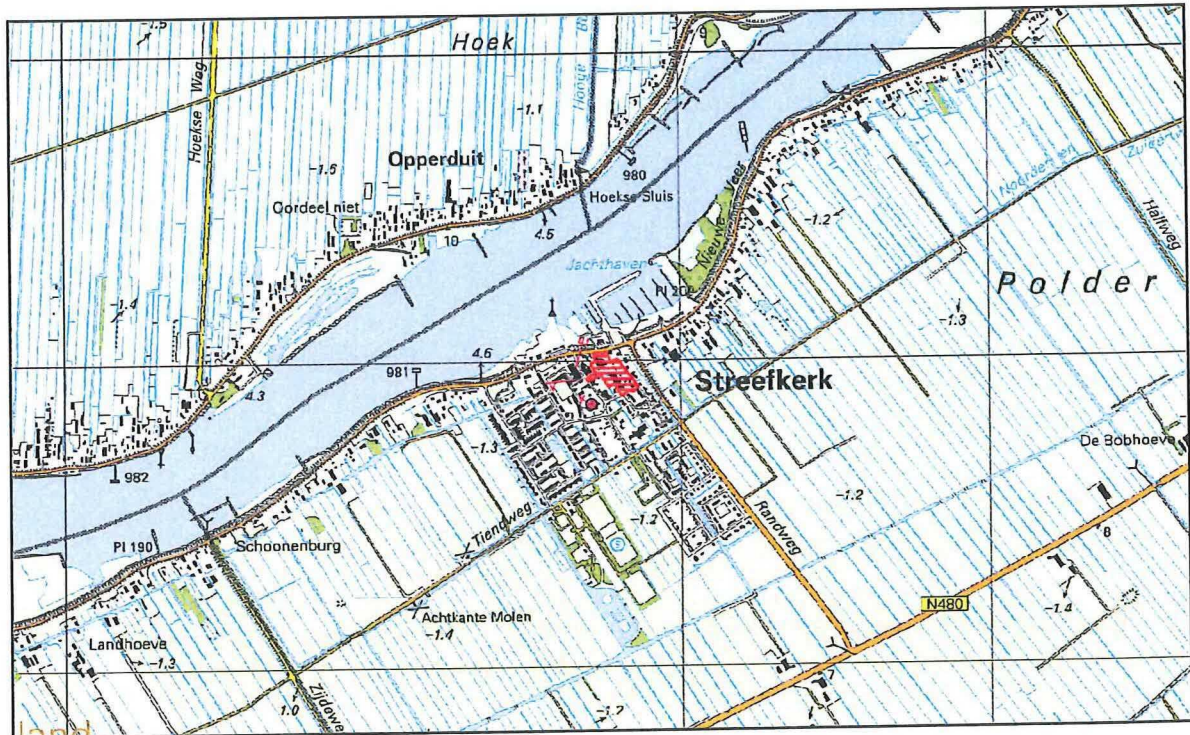 -1.5
Hoek
9
Hoekse Weg
-1.1
-1.5
Opperduit
980
Hoekse Sluis
Oordeel niet
10
4.5
Nieuwe Veer
-1.2
Halfweg
Jachthaven
Polder
-1.4
-1.3
4.6
981
Streefkerk
4.3
982
-1.3
De Bobhoeve
-1.2
-1.2
Randweg
PI 190
Schoonenburg
Tiendweg
8
N480
-1.4
Achtkante Molen
-1.4
Landhoeve
-1.3
7
1.0
-1.2
land